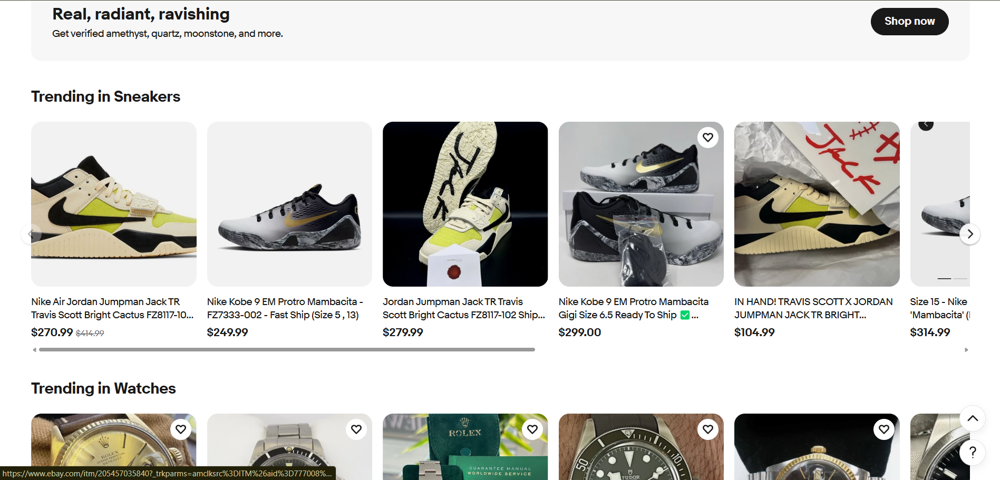 Real, radiant, ravishing
Get verified amethyst, quartz, moonstone, and more.
Shop now
Trending in Sneakers
JACK
JACK
Nike Air Jordan Jumpman Jack TR
Travis Scott Bright Cactus FZ8117-10...
$270.99 $414.99
Nike Kobe 9 EM Protro Mambacita -
FZ7333-002 - Fast Ship (Size 5 , 13)
$249.99
Jordan Jumpman Jack TR Travis
Scott Bright Cactus FZ8117-102 Ship...
$279.99
Nike Kobe 9 EM Protro Mambacita
Gigi Size 6.5 Ready To Ship ✅ ...
$299.00
IN HAND! TRAVIS SCOTT X JORDAN
JUMPMAN JACK TR BRIGHT...
$104.99
Size 15 - Nike
'Mambacita' (
$314.99
Trending in Watches
ROLEX
OYSTER PERPETUAL
DATEJUST
ROLEX
GUARANTEE MANUAL
WORLDWIDE SERVICE
50
10
TUDOR
?
https://www.ebay.com/itm/205457035840?_trkparms=amclksrc%3DITM%26aid%3D777008%...